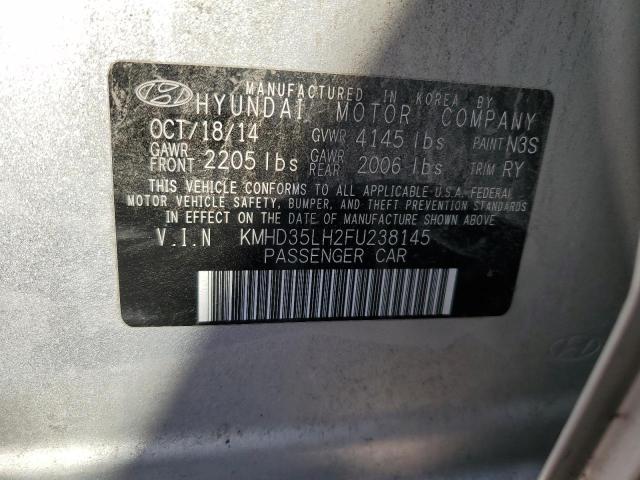 MANUFACTURED IN KOREA BY
HYUNDAI MOTOR COMPANY
OCT/18/14 GVWR 4145 lbs PAINT N3S
GAWR FRONT 2205 lbs GAWR REAR 2006 lbs TRIM RY
THIS VEHICLE CONFORMS TO ALL APPLICABLE U.S.A. FEDERAL
MOTOR VEHICLE SAFETY, BUMPER, AND THEFT PREVENTION STANDARDS
IN EFFECT ON THE DATE OF MANUFACTURE SHOWN ABOVE.
V.I.N KMHD35LH2FU238145
PASSENGER CAR